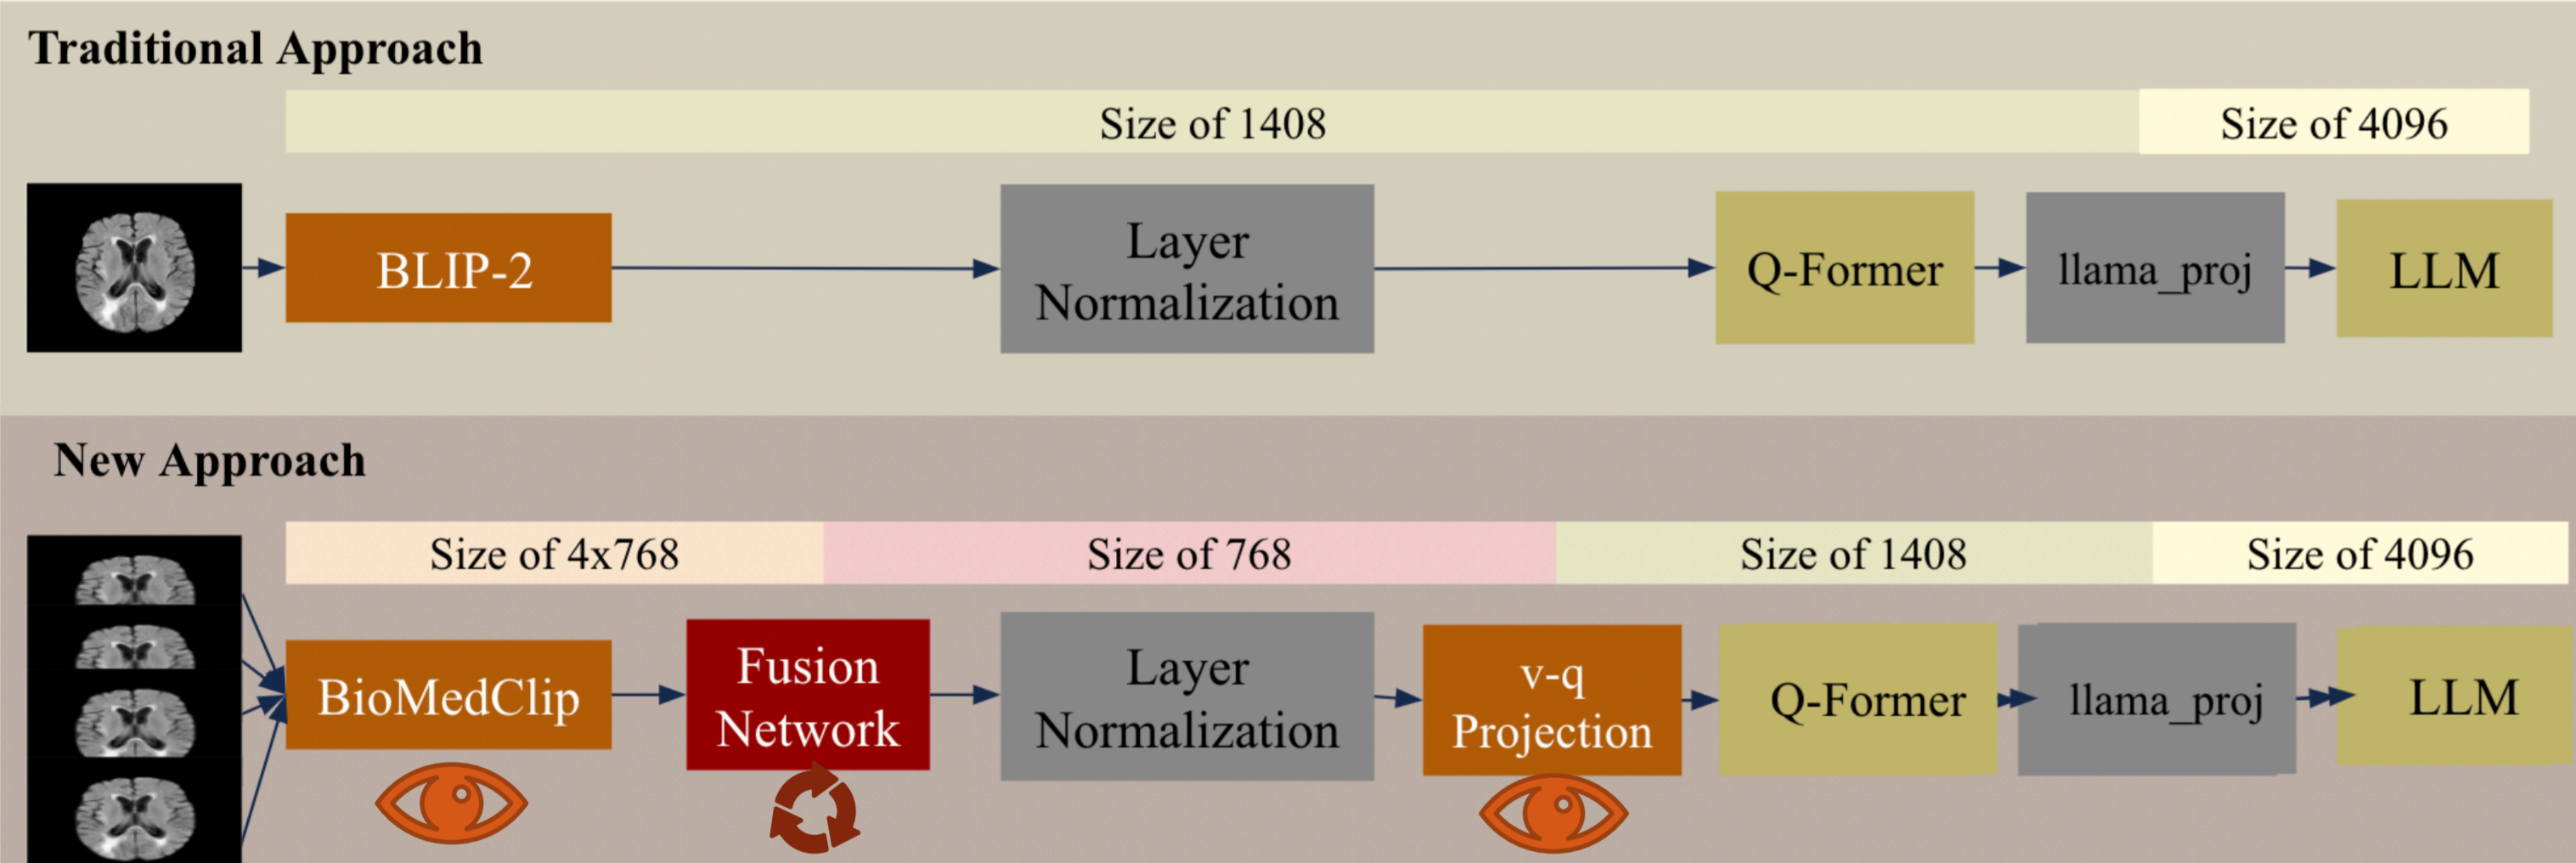 Traditional Approach
Size of 1408
Size of 4096
BLIP-2
Layer
Normalization
Q-Former
llama_proj
LLM
New Approach
Size of 4x768
Size of 768
Size of 1408
Size of 4096
BioMedClip
Fusion
Network
Layer
Normalization
v-q
Projection
Q-Former
llama_proj
LLM